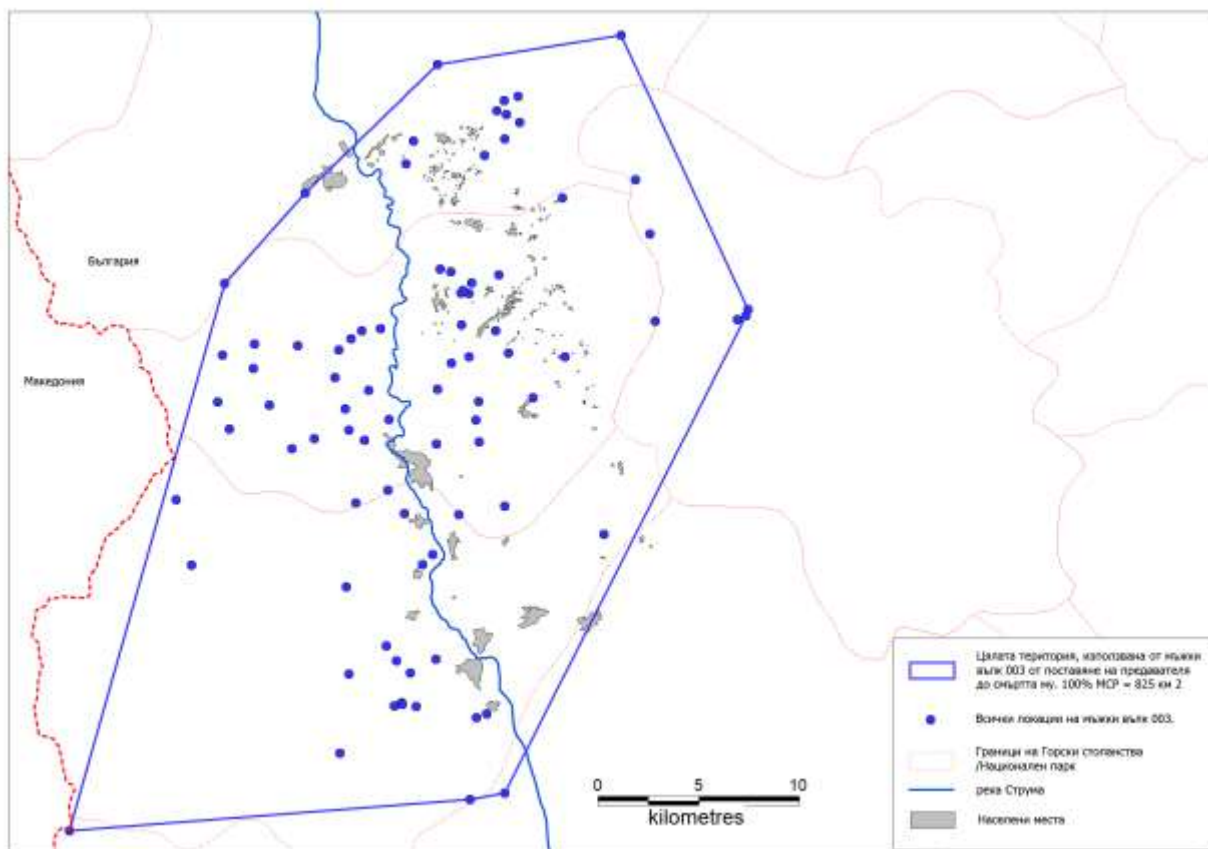 България
Македония
Цялата територия, използвана от мъжки
вълк 003 от поставяне на предавателя
до смъртта му. 100% MCP = 825 км 2
Всички локации на мъжки вълк 003.
Граници на Горски стопанства
/Национален парк
река Струма
Населени места
0 5 10
kilometres